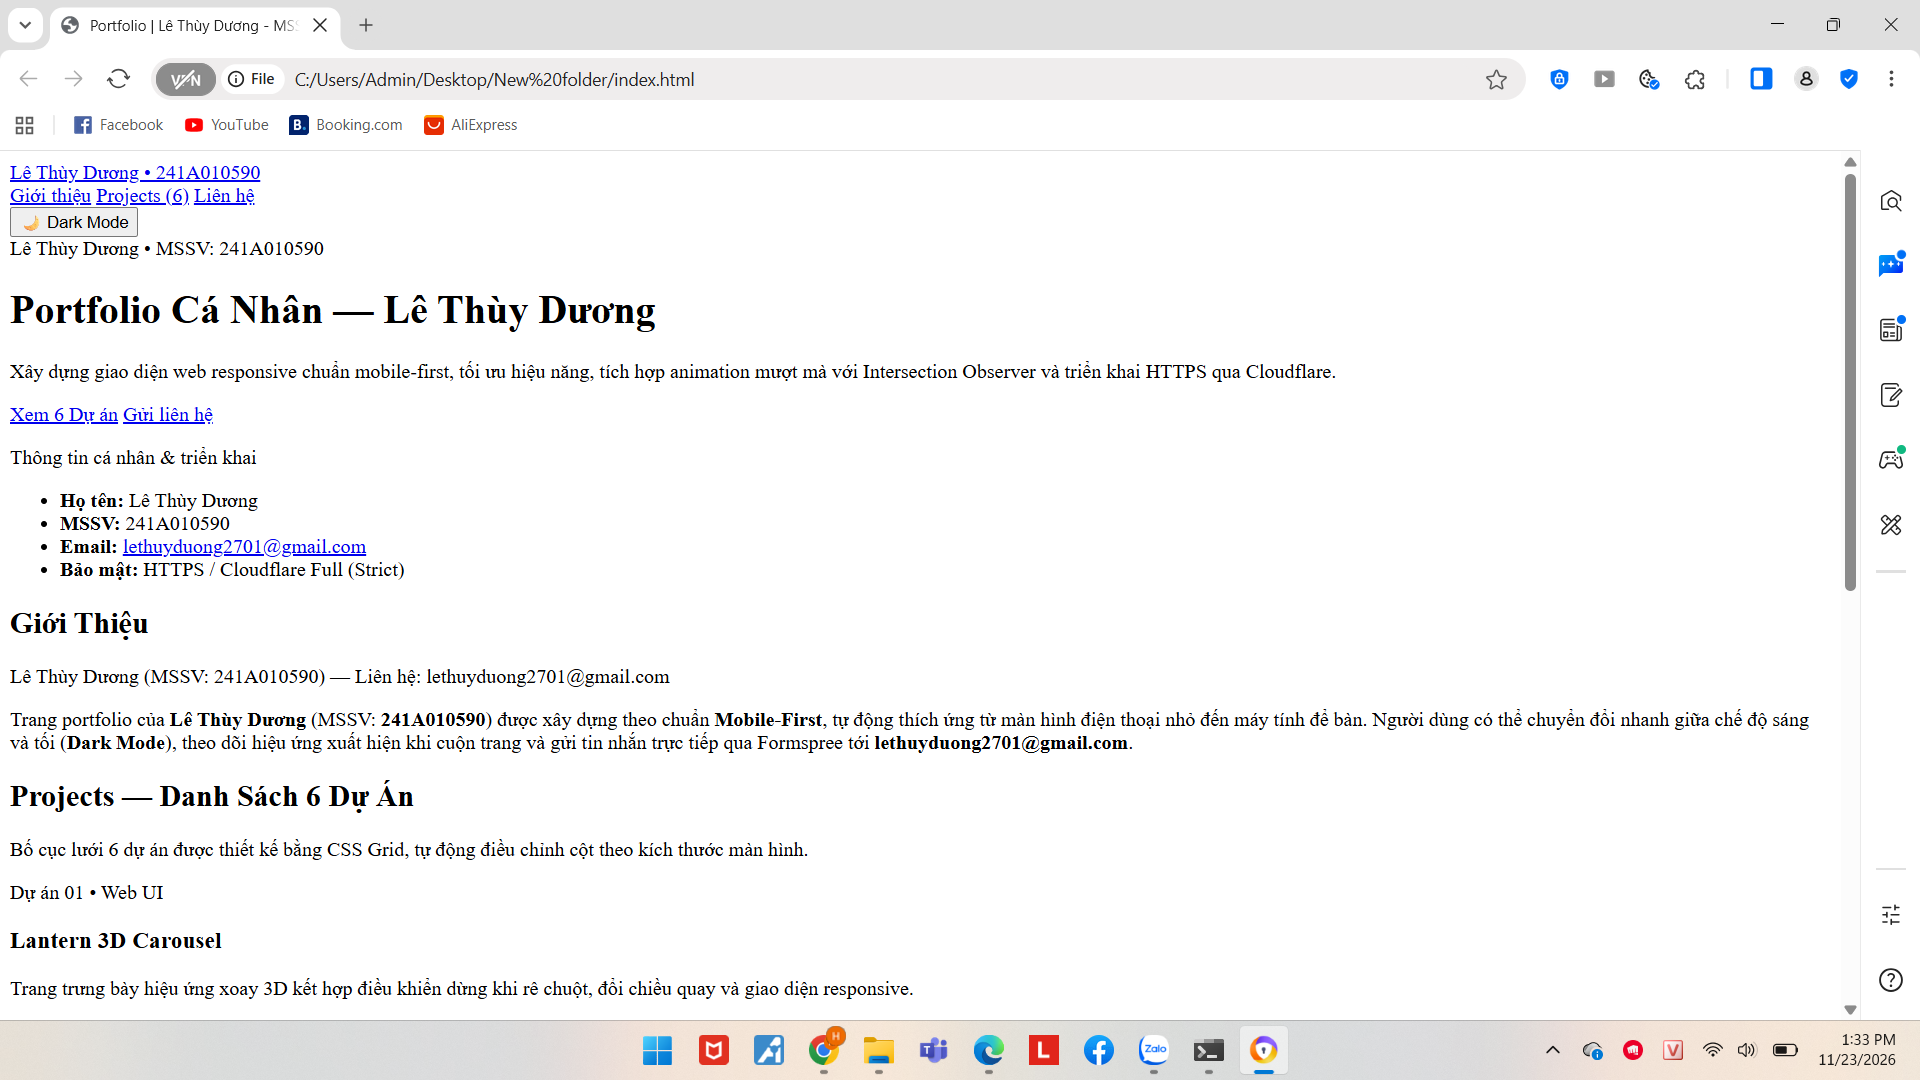 Portfolio | Lê Thùy Dương - MSS
VPN
File
C:/Users/Admin/Desktop/New%20folder/index.html
Facebook
YouTube
B.
Booking.com
AliExpress
Lê Thùy Dương • 241A010590
Giới thiệu Projects (6) Liên hệ
🌙 Dark Mode
Lê Thùy Dương • MSSV: 241A010590
Portfolio Cá Nhân — Lê Thùy Dương
Xây dựng giao diện web responsive chuẩn mobile-first, tối ưu hiệu năng, tích hợp animation mượt mà với Intersection Observer và triển khai HTTPS qua Cloudflare.
Xem 6 Dự án Gửi liên hệ
Thông tin cá nhân & triển khai
• Họ tên: Lê Thùy Dương
• MSSV: 241A010590
• Email: lethuyduong2701@gmail.com
• Bảo mật: HTTPS / Cloudflare Full (Strict)
Giới Thiệu
Lê Thùy Dương (MSSV: 241A010590) — Liên hệ: lethuyduong2701@gmail.com
Trang portfolio của Lê Thùy Dương (MSSV: 241A010590) được xây dựng theo chuẩn Mobile-First, tự động thích ứng từ màn hình điện thoại nhỏ đến máy tính để bàn. Người dùng có thể chuyển đổi nhanh giữa chế độ sáng
và tối (Dark Mode), theo dõi hiệu ứng xuất hiện khi cuộn trang và gửi tin nhắn trực tiếp qua Formspree tới lethuyduong2701@gmail.com.
Projects — Danh Sách 6 Dự Án
Bố cục lưới 6 dự án được thiết kế bằng CSS Grid, tự động điều chỉnh cột theo kích thước màn hình.
Dự án 01 • Web UI
Lantern 3D Carousel
Trang trưng bày hiệu ứng xoay 3D kết hợp điều khiển dừng khi rê chuột, đổi chiều quay và giao diện responsive.
H
L
Zalo
V
1:33 PM
11/23/2026